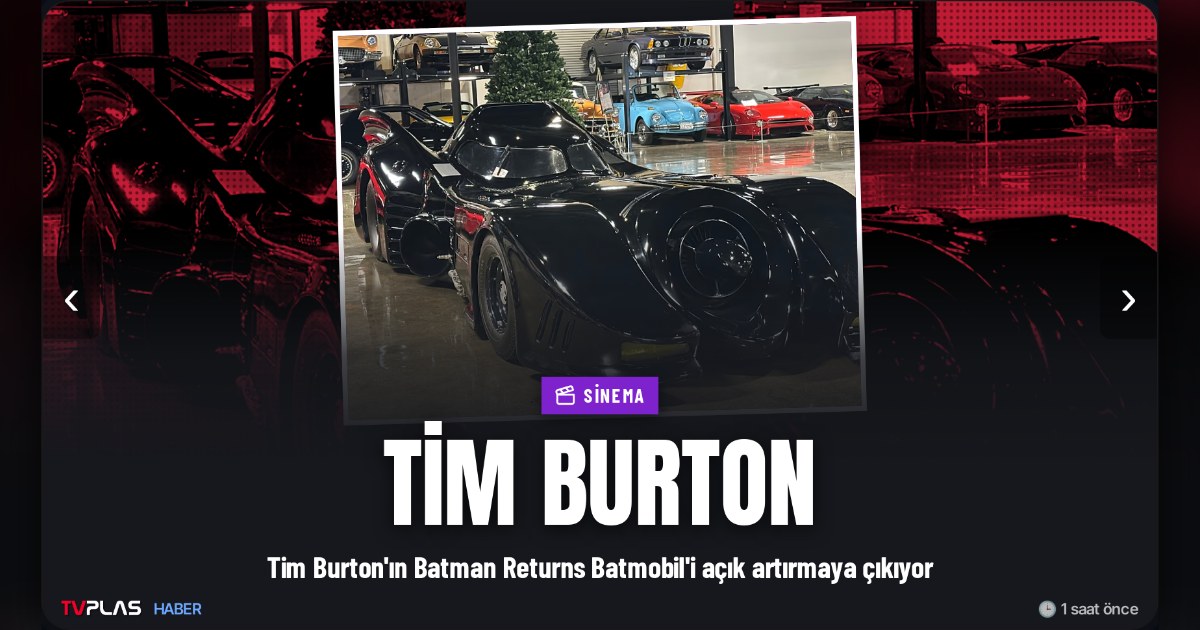 SİNEMA
TİM BURTON
Tim Burton'ın Batman Returns Batmobil'i açık artırmaya çıkıyor
TVPLAS HABER
1 saat önce